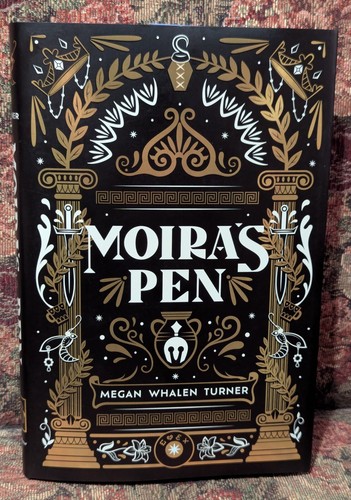 MOIRA'S
PEN
MEGAN WHALEN TURNER